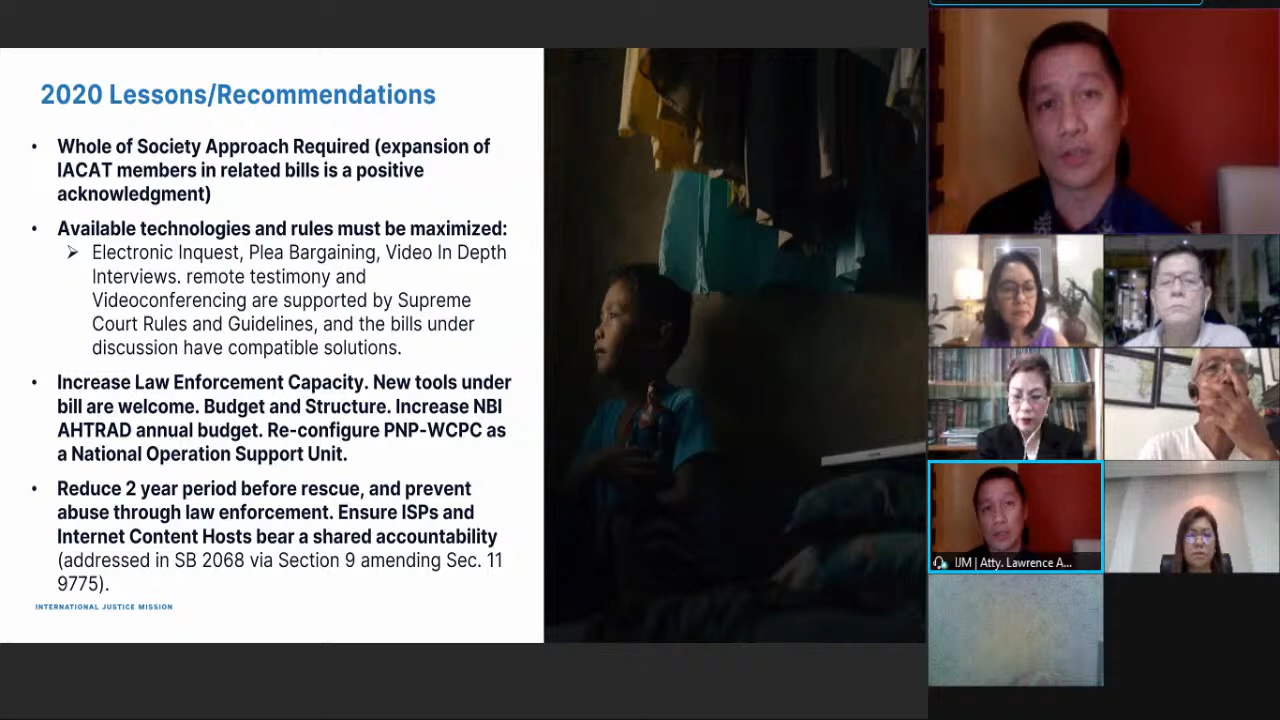 2020 Lessons/Recommendations
• Whole of Society Approach Required (expansion of
IACAT members in related bills is a positive
acknowledgment)
• Available technologies and rules must be maximized:
➢ Electronic Inquest, Plea Bargaining, Video In Depth
Interviews. remote testimony and
Videoconferencing are supported by Supreme
Court Rules and Guidelines, and the bills under
discussion have compatible solutions.
• Increase Law Enforcement Capacity. New tools under
bill are welcome. Budget and Structure. Increase NBI
AHTRAD annual budget. Re-configure PNP-WCPC as
a National Operation Support Unit.
• Reduce 2 year period before rescue, and prevent
abuse through law enforcement. Ensure ISPs and
Internet Content Hosts bear a shared accountability
(addressed in SB 2068 via Section 9 amending Sec. 11
9775).
INTERNATIONAL JUSTICE MISSION
IJM | Atty. Lawrence A...